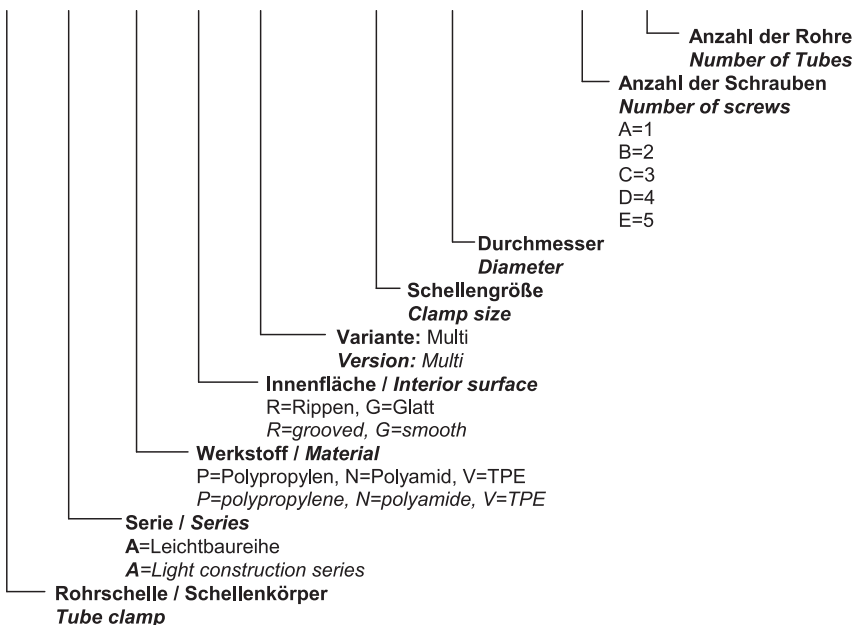 Anzahl der Rohre
Number of Tubes
Anzahl der Schrauben
Number of screws
A=1
B=2
C=3
D=4
E=5
Durchmesser
Diameter
Schellengröße
Clamp size
Variante: Multi
Version: Multi
Innenfläche / Interior surface
R=Rippen, G=Glatt
R=grooved, G=smooth
Werkstoff / Material
P=Polypropylen, N=Polyamid, V=TPE
P=polypropylene, N=polyamide, V=TPE
Serie / Series
A=Leichtbaureihe
A=Light construction series
Rohrschelle / Schellenkörper
Tube clamp